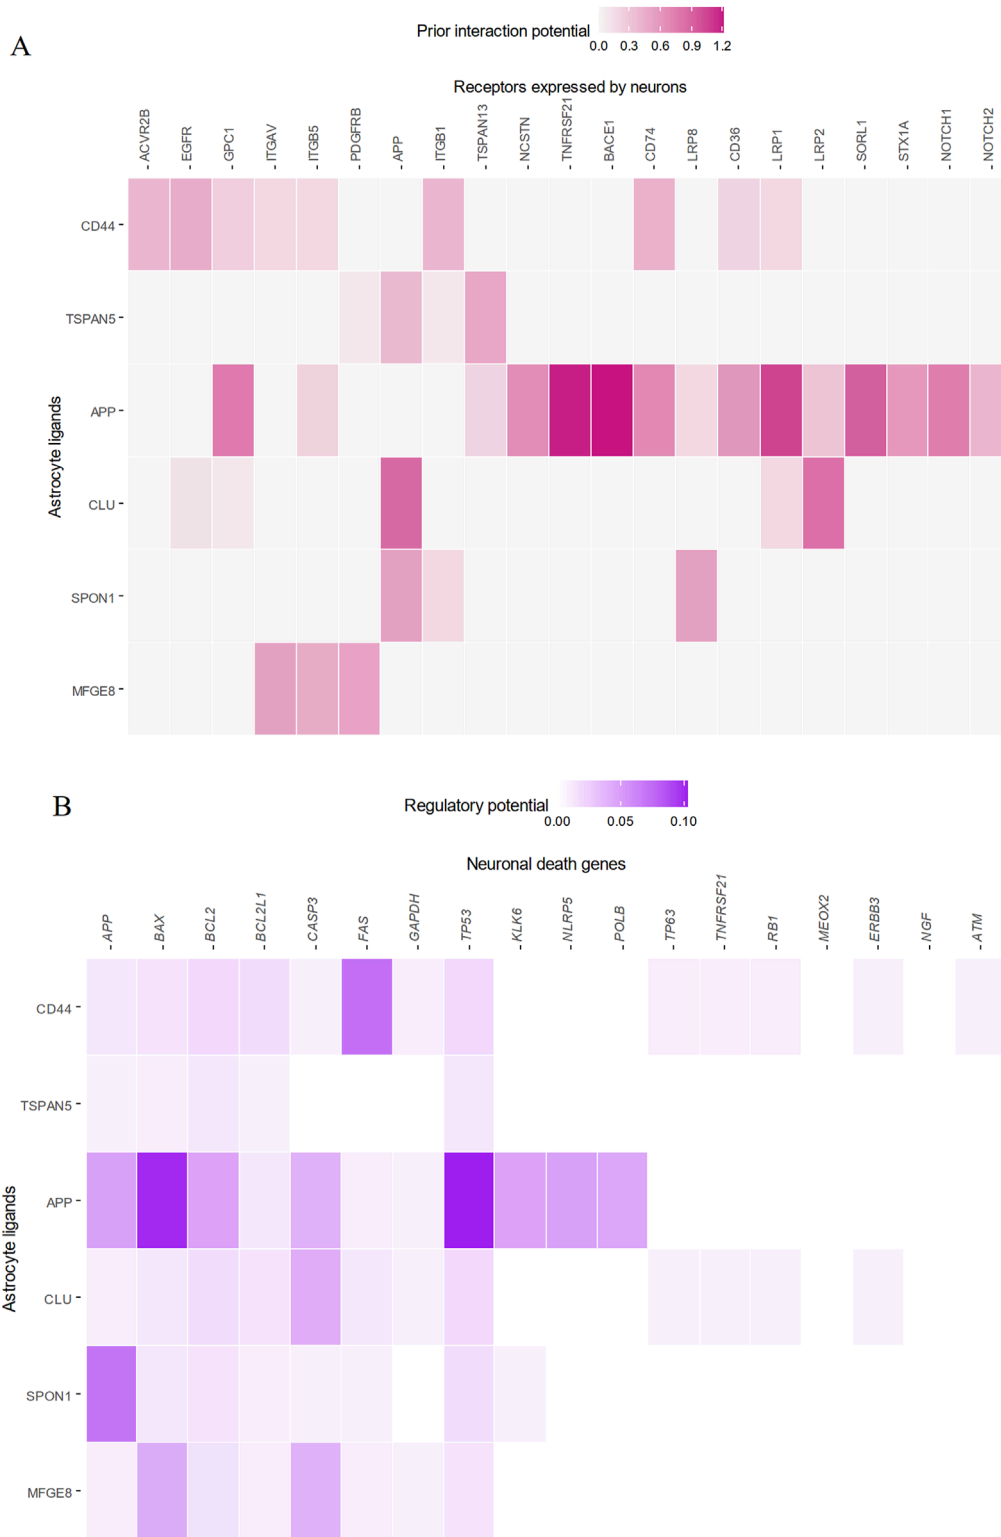 A
Prior interaction potential
0.0 0.3 0.6 0.9 1.2
Receptors expressed by neurons
ACVR2B
EGFR
GPC1
ITGAV
ITGB5
PDGFRB
APP
ITGB1
TSPAN13
NCSTN
TNFRSF21
BACE1
CD74
LRP8
CD36
LRP1
LRP2
SORL1
STX1A
NOTCH1
NOTCH2
Astrocyte ligands
CD44
TSPAN5
APP
CLU
SPON1
MFGE8
B
Regulatory potential
0.00 0.05 0.10
Neuronal death genes
APP
BAX
BCL2
BCL2L1
CASP3
FAS
GAPDH
TP53
KLK6
NLRP5
POLB
TP63
TNFRSF21
RB1
MEOX2
ERBB3
NGF
ATM
Astrocyte ligands
CD44
TSPAN5
APP
CLU
SPON1
MFGE8